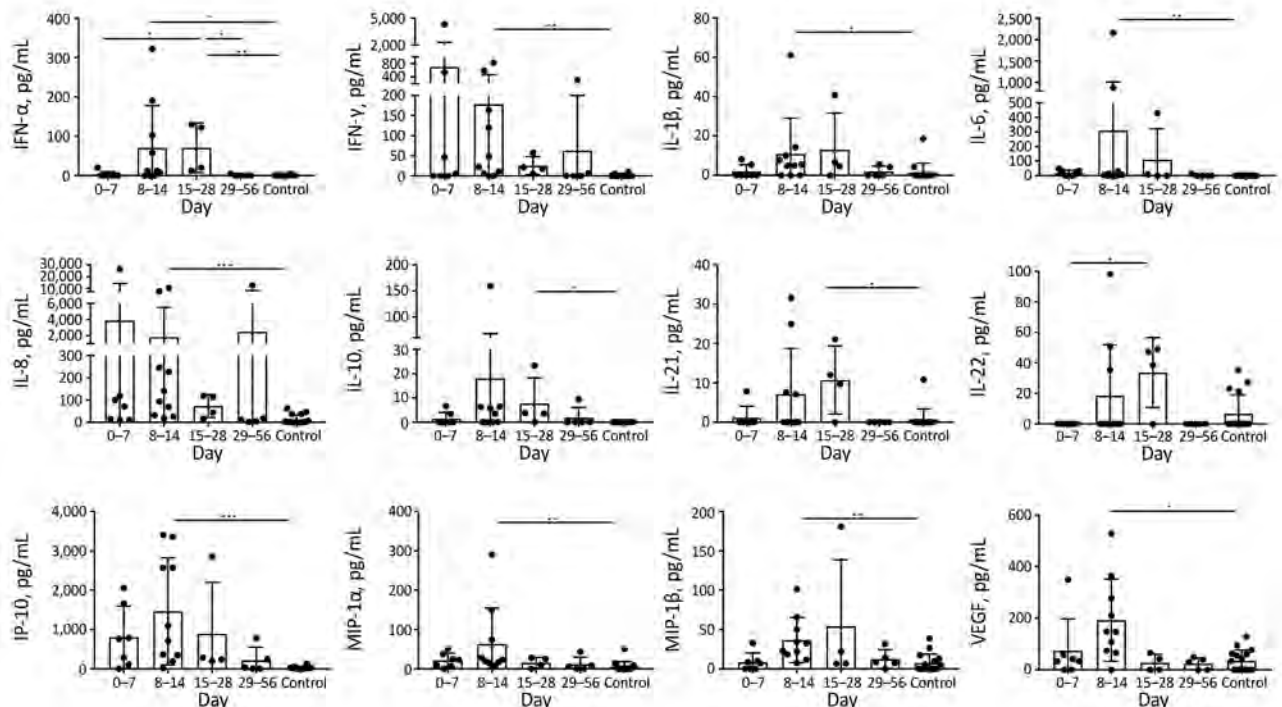 IFN-α, pg/mL
400
300
200
100
0
0–7 8–14 15–28 29–56 Control
Day
IFN-γ, pg/mL
5,000
2,000
800
400
200
150
100
50
0
0–7 8–14 15–28 29–56 Control
Day
IL-1β, pg/mL
80
60
40
20
0
0–7 8–14 15–28 29–56 Control
Day
IL-6, pg/mL
2,500
2,000
1,500
1,000
500
400
300
200
100
0
0–7 8–14 15–28 29–56 Control
Day
IL-8, pg/mL
30,000
20,000
10,000
6,000
4,000
2,000
300
200
100
0
0–7 8–14 15–28 29–56 Control
Day
IL-10, pg/mL
200
150
100
50
30
20
10
0
0–7 8–14 15–28 29–56 Control
Day
IL-21, pg/mL
40
30
20
10
0
0–7 8–14 15–28 29–56 Control
Day
IL-22, pg/mL
100
80
60
40
20
0
0–7 8–14 15–28 29–56 Control
Day
IIP-10, pg/mL
4,000
3,000
2,000
1,000
0
0–7 8–14 15–28 29–56 Control
Day
MIP-1α, pg/mL
400
300
200
100
0
0–7 8–14 15–28 29–56 Control
Day
MIP-1β, pg/mL
200
150
100
50
0
0–7 8–14 15–28 29–56 Control
Day
VEGF, pg/mL
600
400
200
0
0–7 8–14 15–28 29–56 Control
Day